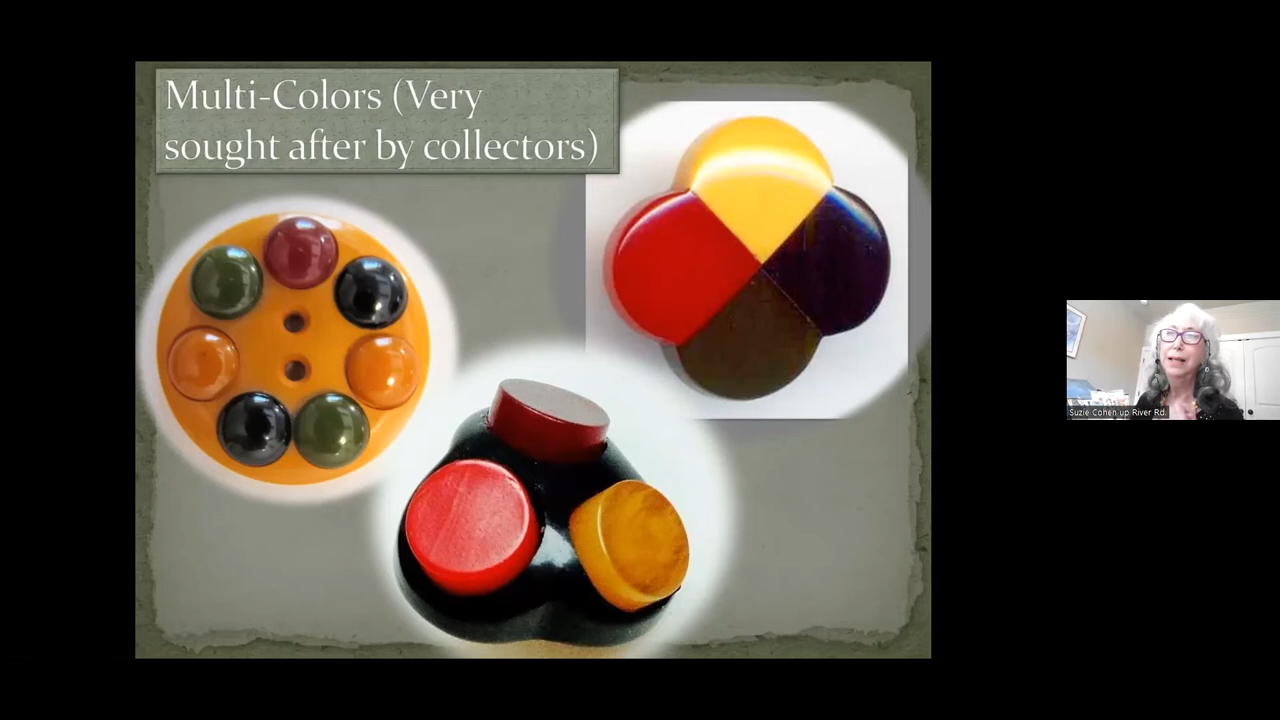 Multi-Colors (Very
sought after by collectors)
Suzie Cohen up River Rd.